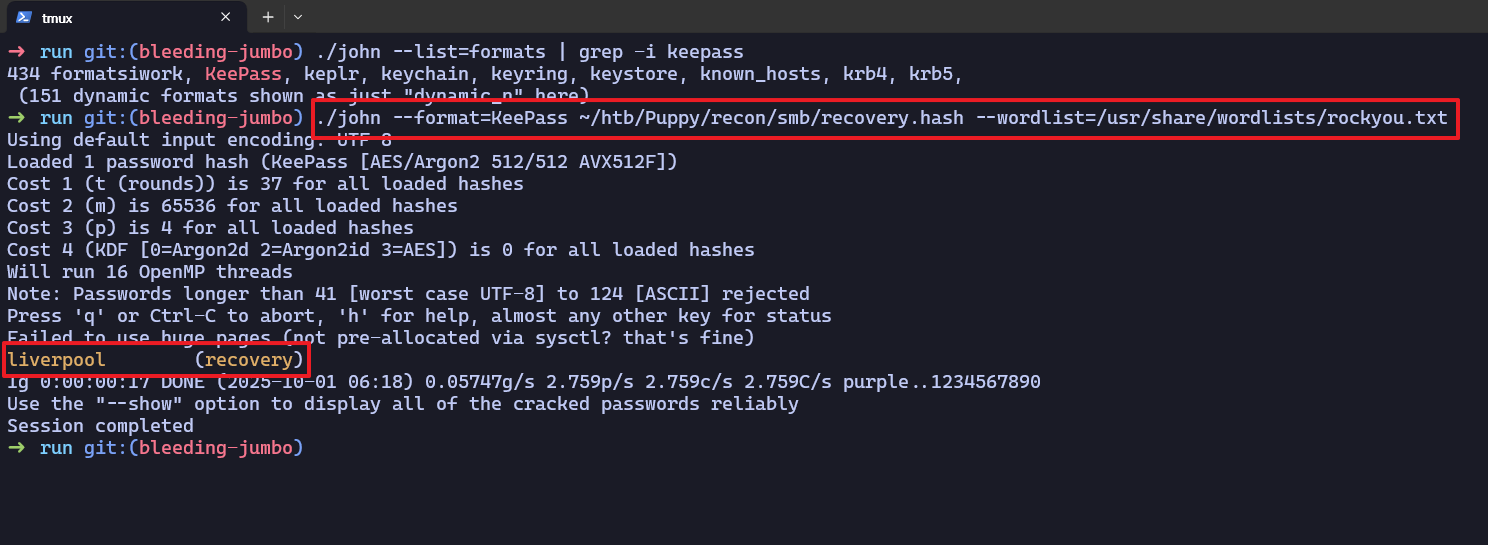 tmux
→ run git:(bleeding-jumbo) ./john --list=formats | grep -i keepass
434 formatsiwork, KeePass, keplr, keychain, keyring, keystore, known_hosts, krb4, krb5,
(151 dynamic formats shown as just "dynamic_n" here)
→ run git:(bleeding-jumbo) ./john --format=KeePass ~/htb/Puppy/recon/smb/recovery.hash --wordlist=/usr/share/wordlists/rockyou.txt
Using default input encoding: UTF-8
Loaded 1 password hash (KeePass [AES/Argon2 512/512 AVX512F])
Cost 1 (t (rounds)) is 37 for all loaded hashes
Cost 2 (m) is 65536 for all loaded hashes
Cost 3 (p) is 4 for all loaded hashes
Cost 4 (KDF [0=Argon2d 2=Argon2id 3=AES]) is 0 for all loaded hashes
Will run 16 OpenMP threads
Note: Passwords longer than 41 [worst case UTF-8] to 124 [ASCII] rejected
Press 'q' or Ctrl-C to abort, 'h' for help, almost any other key for status
Failed to use huge pages (not pre-allocated via sysctl? that's fine)
liverpool        (recovery)
1g 0:00:00:17 DONE (2025-10-01 06:18) 0.05747g/s 2.759p/s 2.759c/s 2.759C/s purple..1234567890
Use the "--show" option to display all of the cracked passwords reliably
Session completed
→ run git:(bleeding-jumbo)